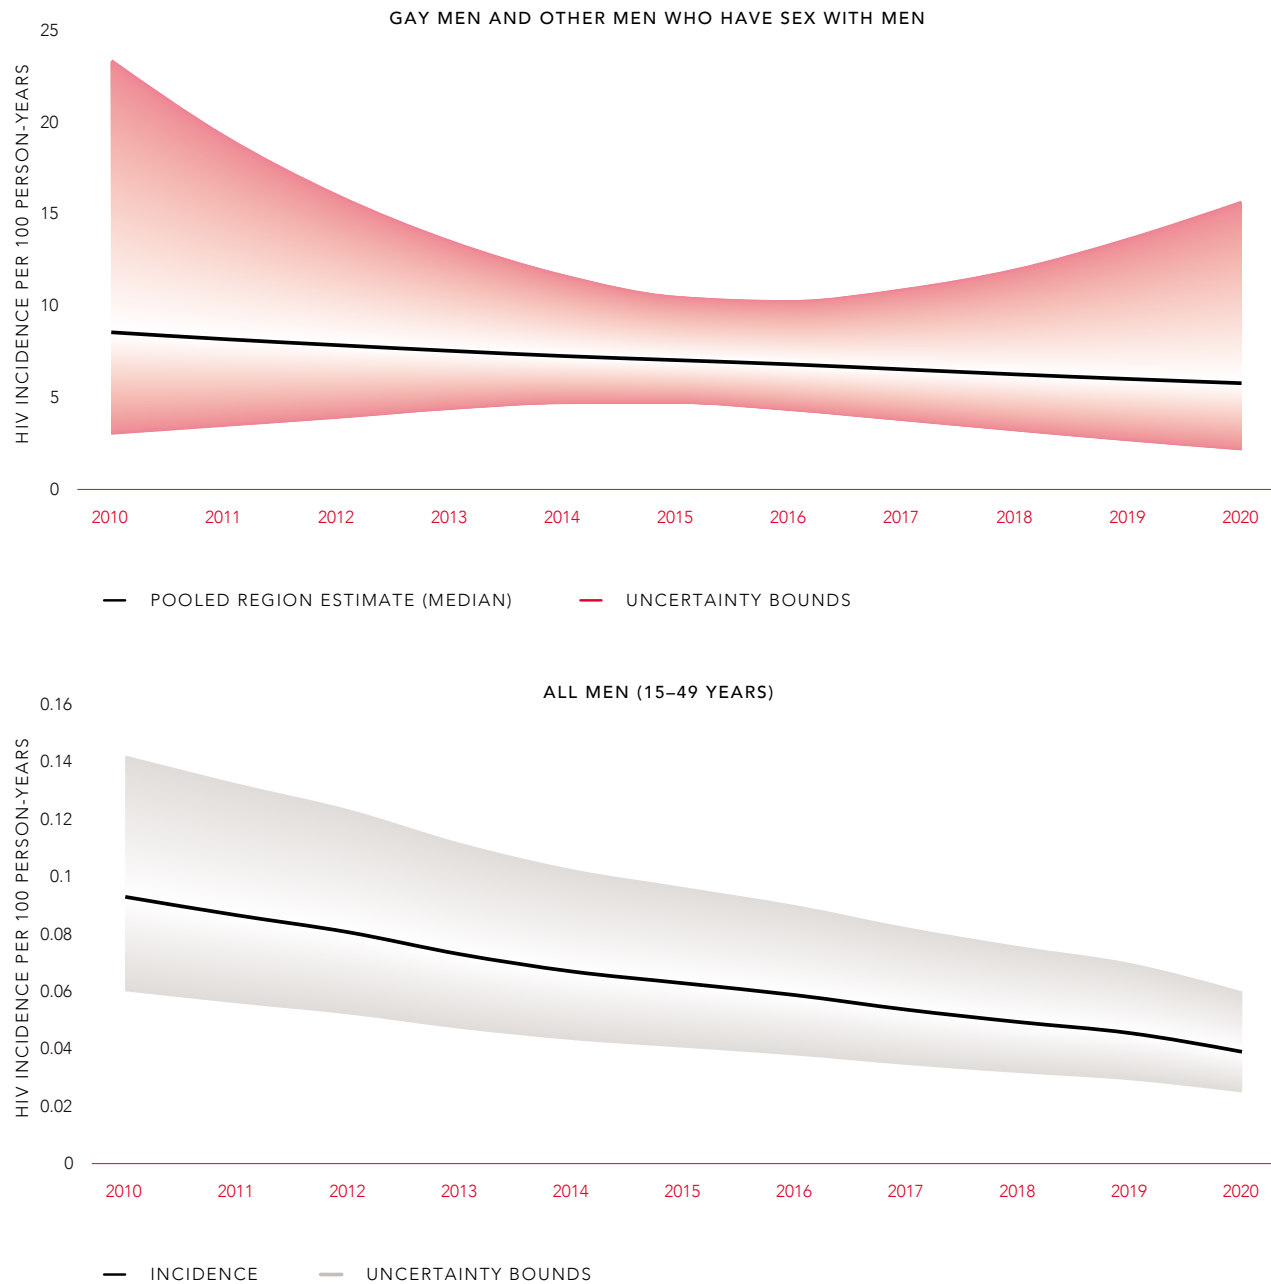 GAY MEN AND OTHER MEN WHO HAVE SEX WITH MEN
HIV INCIDENCE PER 100 PERSON-YEARS
25
20
15
10
5
0
2010 2011 2012 2013 2014 2015 2016 2017 2018 2019 2020
POOLED REGION ESTIMATE (MEDIAN) UNCERTAINTY BOUNDS
ALL MEN (15–49 YEARS)
HIV INCIDENCE PER 100 PERSON-YEARS
0.16
0.14
0.12
0.1
0.08
0.06
0.04
0.02
0
2010 2011 2012 2013 2014 2015 2016 2017 2018 2019 2020
INCIDENCE UNCERTAINTY BOUNDS